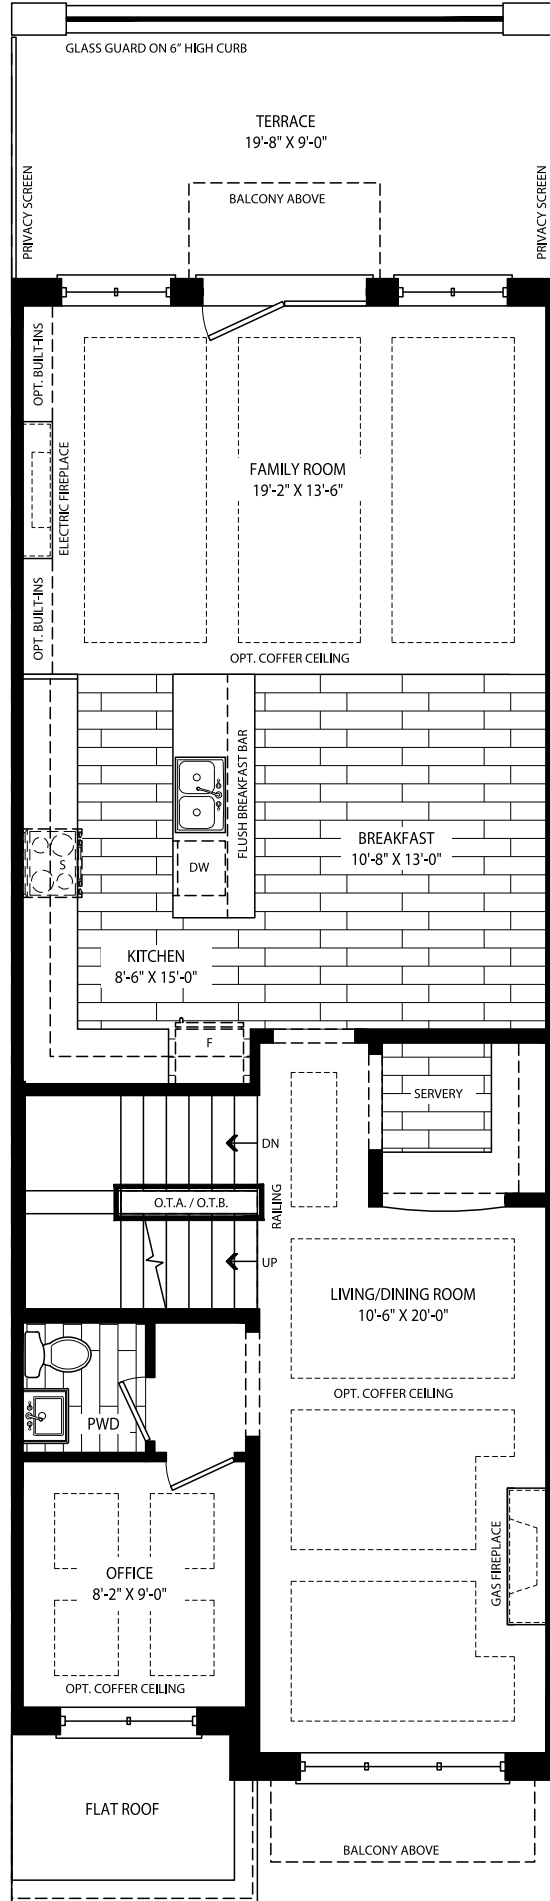 GLASS GUARD ON 6" HIGH CURB
TERRACE
19'-8" X 9'-0"
PRIVACY SCREEN
PRIVACY SCREEN
BALCONY ABOVE
OPT. BUILT-INS
FAMILY ROOM
19'-2" X 13'-6"
ELECTRIC FIREPLACE
OPT. BUILT-INS
OPT. COFFER CEILING
FLUSH BREAKFAST BAR
BREAKFAST
10'-8" X 13'-0"
S
DW
KITCHEN
8'-6" X 15'-0"
F
SERVERY
DN
O.T.A. / O.T.B.
RAILING
UP
LIVING/DINING ROOM
10'-6" X 20'-0"
OPT. COFFER CEILING
PWD
GAS FIREPLACE
OFFICE
8'-2" X 9'-0"
OPT. COFFER CEILING
FLAT ROOF
BALCONY ABOVE